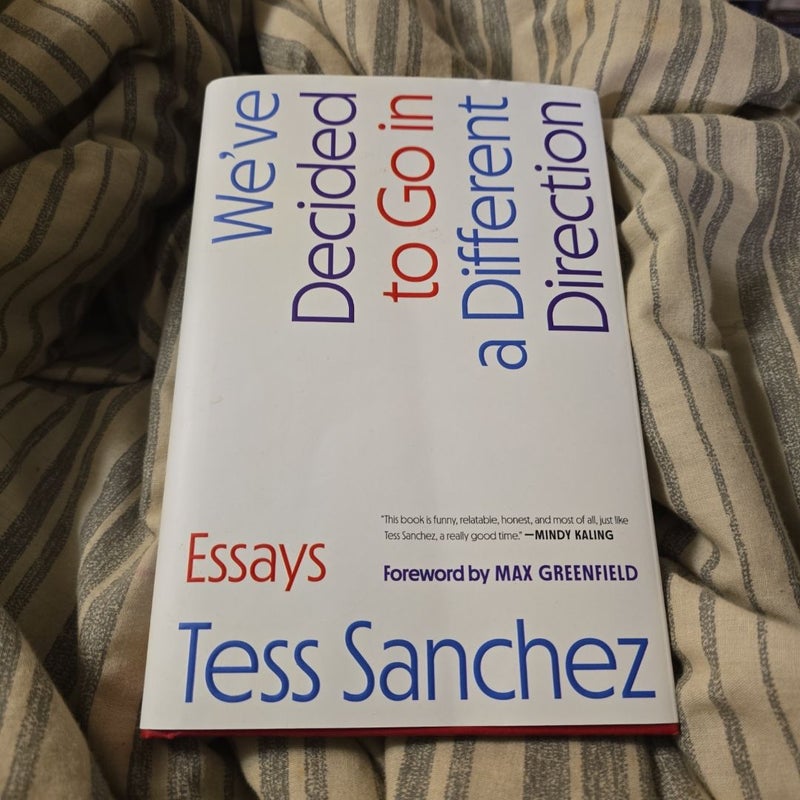 We've
Decided
to Go in
a Different
Direction
Essays
"This book is funny, relatable, honest, and most of all, just like
Tess Sanchez, a really good time." —MINDY KALING
Foreword by MAX GREENFIELD
Tess Sanchez